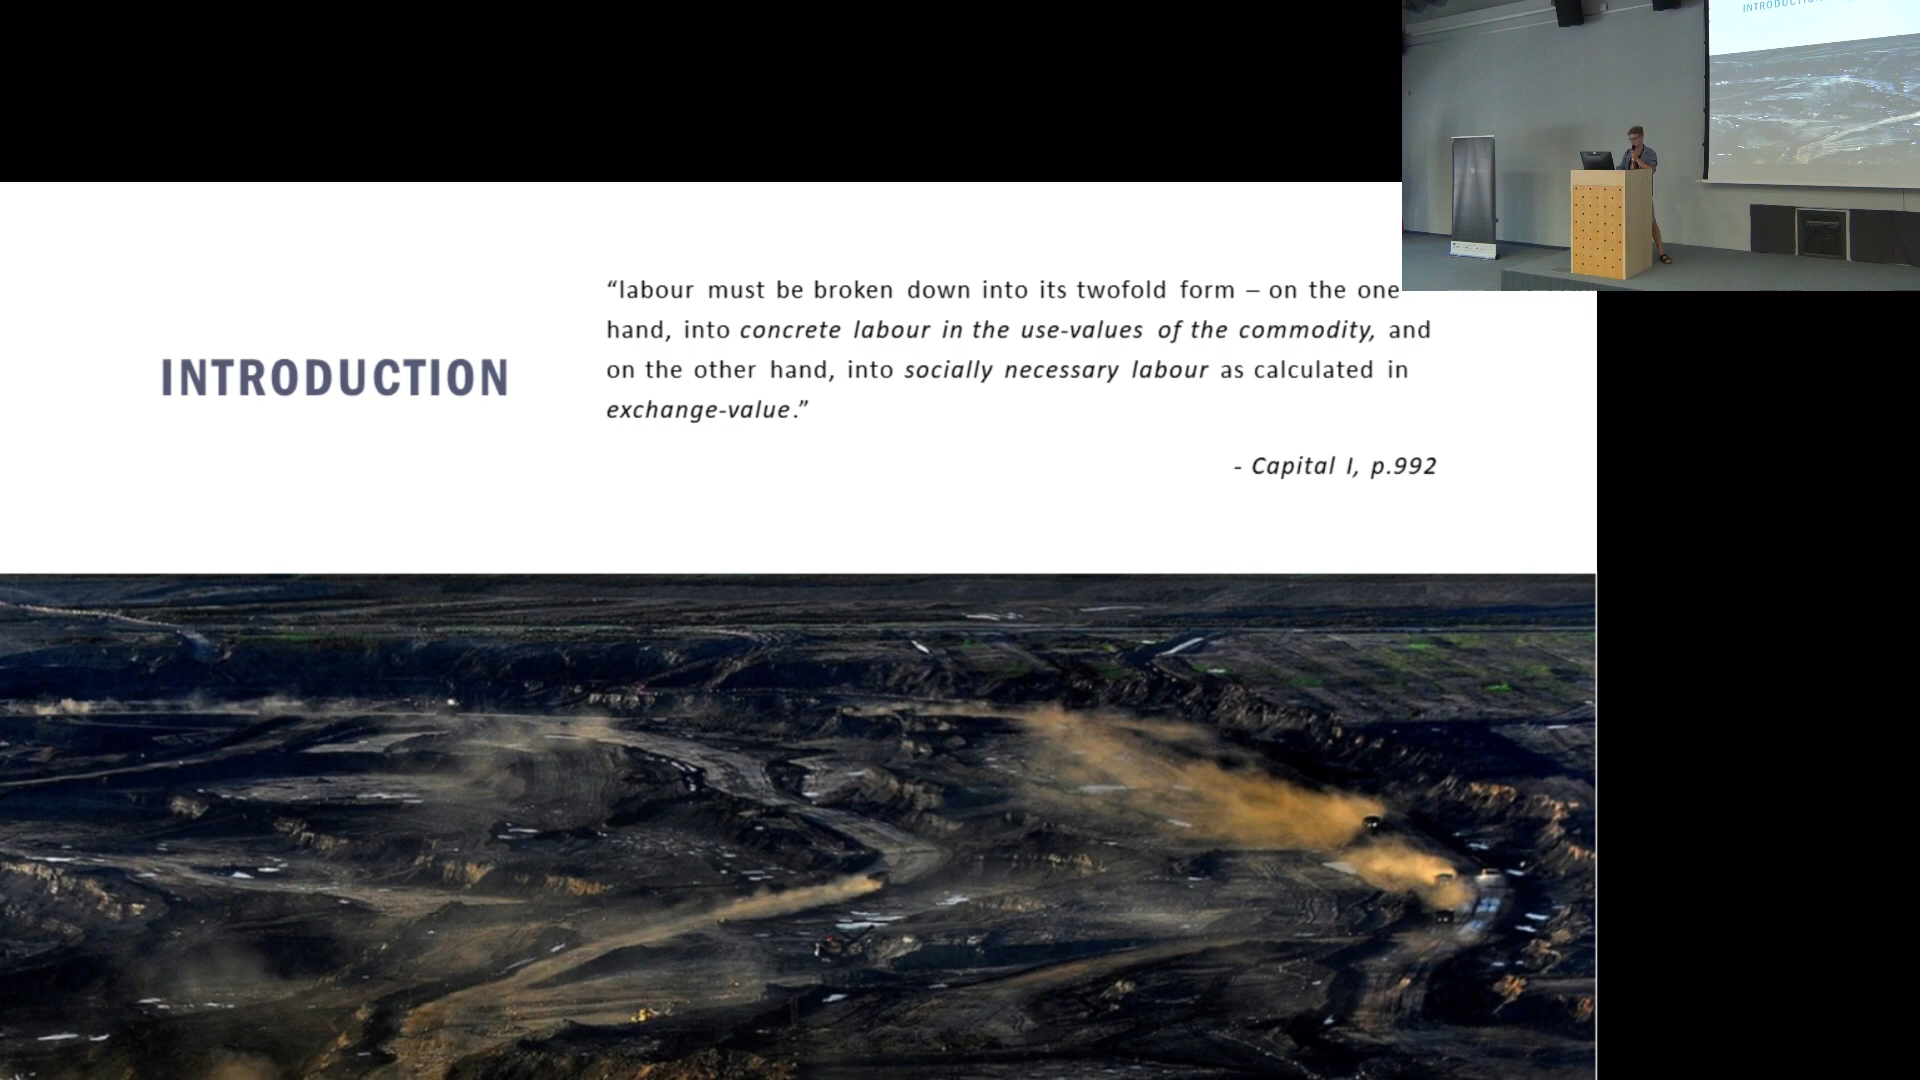 INTRODUCTION
“labour must be broken down into its twofold form – on the one
hand, into concrete labour in the use-values of the commodity, and
on the other hand, into socially necessary labour as calculated in
exchange-value.”
- Capital I, p.992
INTRODUCTION